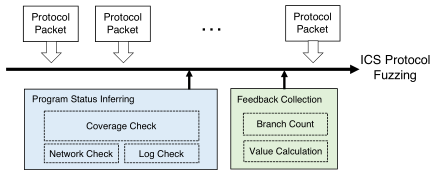 Protocol
Packet
Protocol
Packet
...
Protocol
Packet
ICS Protocol
Fuzzing
Program Status Inferring
Coverage Check
Network Check
Log Check
Feedback Collection
Branch Count
Value Calculation